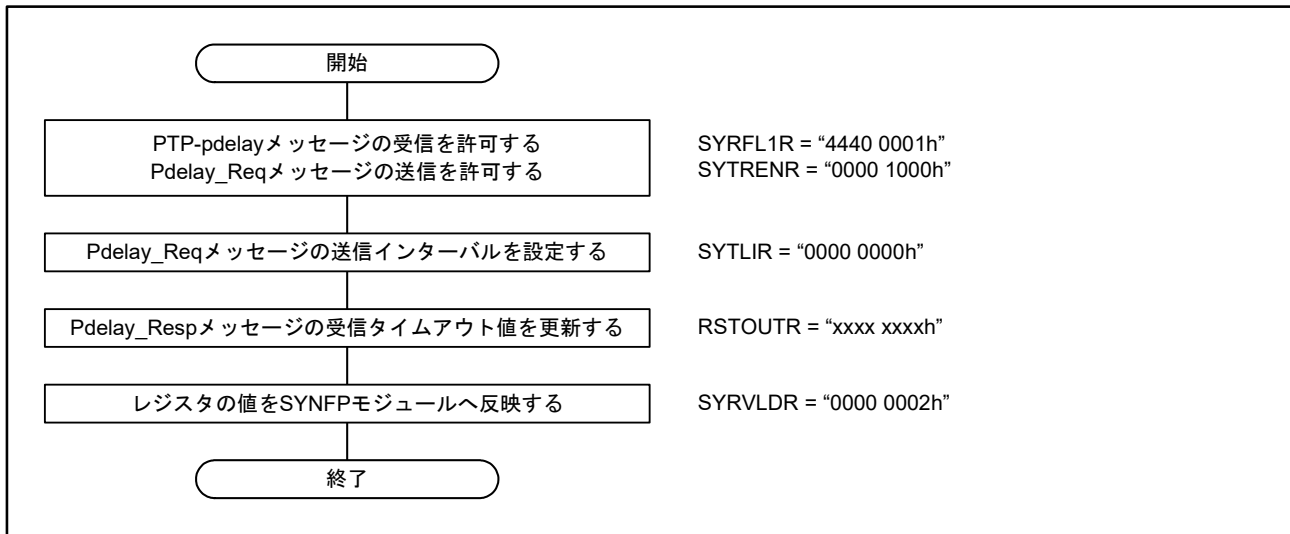 開始
PTP-pdelayメッセージの受信を許可する
Pdelay_Reqメッセージの送信を許可する
SYRFL1R = “4440 0001h”
SYTRENR = “0000 1000h”
Pdelay_Reqメッセージの送信インターバルを設定する
SYTLIR = “0000 0000h”
Pdelay_Respメッセージの受信タイムアウト値を更新する
RSTOUTR = “xxxx xxxxh”
レジスタの値をSYNFPモジュールへ反映する
SYRVLDR = “0000 0002h”
終了